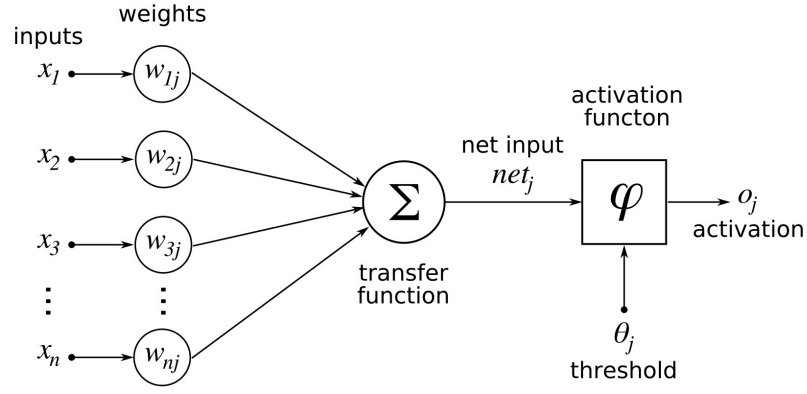 weights
inputs
x1
w1j
x2
w2j
x3
w3j
⋮ ⋮
xn
wnj
Σ
transfer
function
net input
netj
activation
functon
φ
oj
activation
θj
threshold